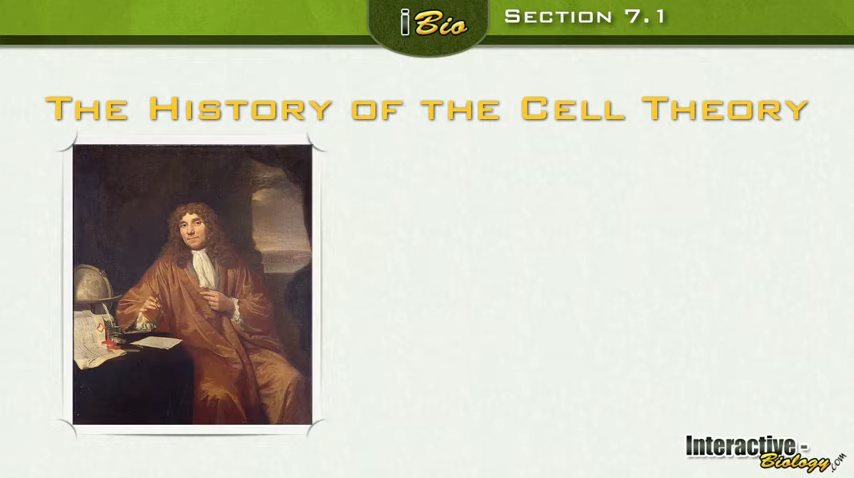 iBio
Section 7.1
The History of the Cell Theory
Interactive-
Biology.com